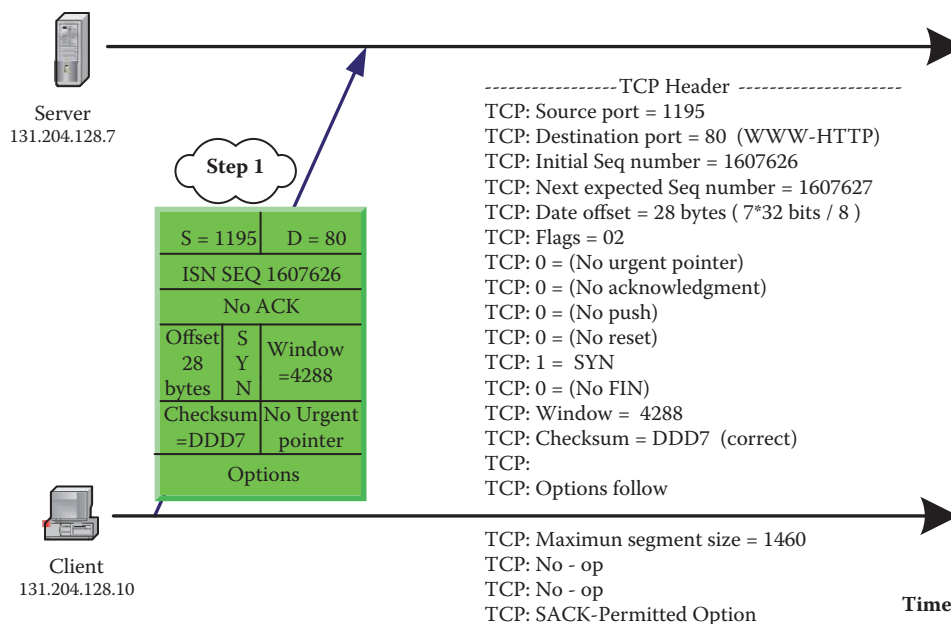 Server
131.204.128.7
Step 1
S = 1195 D = 80
ISN SEQ 1607626
No ACK
Offset
28
bytes
S
Y
N
Window
=4288
Checksum
=DDD7
No Urgent
pointer
Options
Client
131.204.128.10
-----------------TCP Header ---------------------
TCP: Source port = 1195
TCP: Destination port = 80 (WWW-HTTP)
TCP: Initial Seq number = 1607626
TCP: Next expected Seq number = 1607627
TCP: Date offset = 28 bytes ( 7*32 bits / 8 )
TCP: Flags = 02
TCP: 0 = (No urgent pointer)
TCP: 0 = (No acknowledgment)
TCP: 0 = (No push)
TCP: 0 = (No reset)
TCP: 1 = SYN
TCP: 0 = (No FIN)
TCP: Window = 4288
TCP: Checksum = DDD7 (correct)
TCP:
TCP: Options follow
TCP: Maximun segment size = 1460
TCP: No - op
TCP: No - op
TCP: SACK-Permitted Option
Time